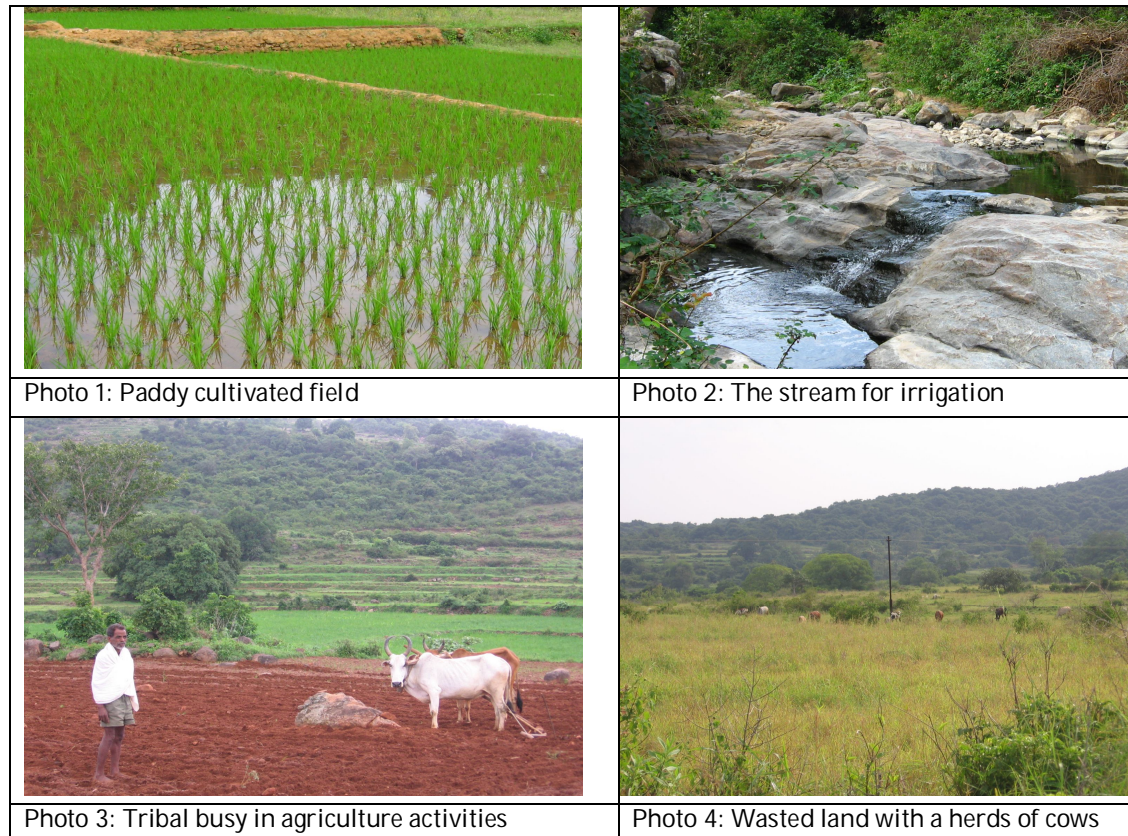 Photo 1: Paddy cultivated field
Photo 2: The stream for irrigation
Photo 3: Tribal busy in agriculture activities
Photo 4: Wasted land with a herds of cows